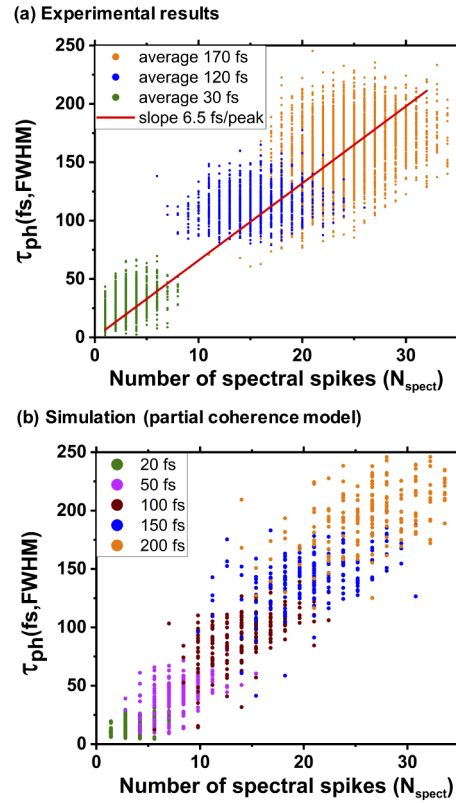 (a) Experimental results
250
200
150
100
50
0
average 170 fs
average 120 fs
average 30 fs
slope 6.5 fs/peak
τph(fs,FWHM)
0 10 20 30
Number of spectral spikes (Nspect)
(b) Simulation (partial coherence model)
250
200
150
100
50
0
20 fs
50 fs
100 fs
150 fs
200 fs
τph(fs,FWHM)
0 10 20 30
Number of spectral spikes (Nspect)